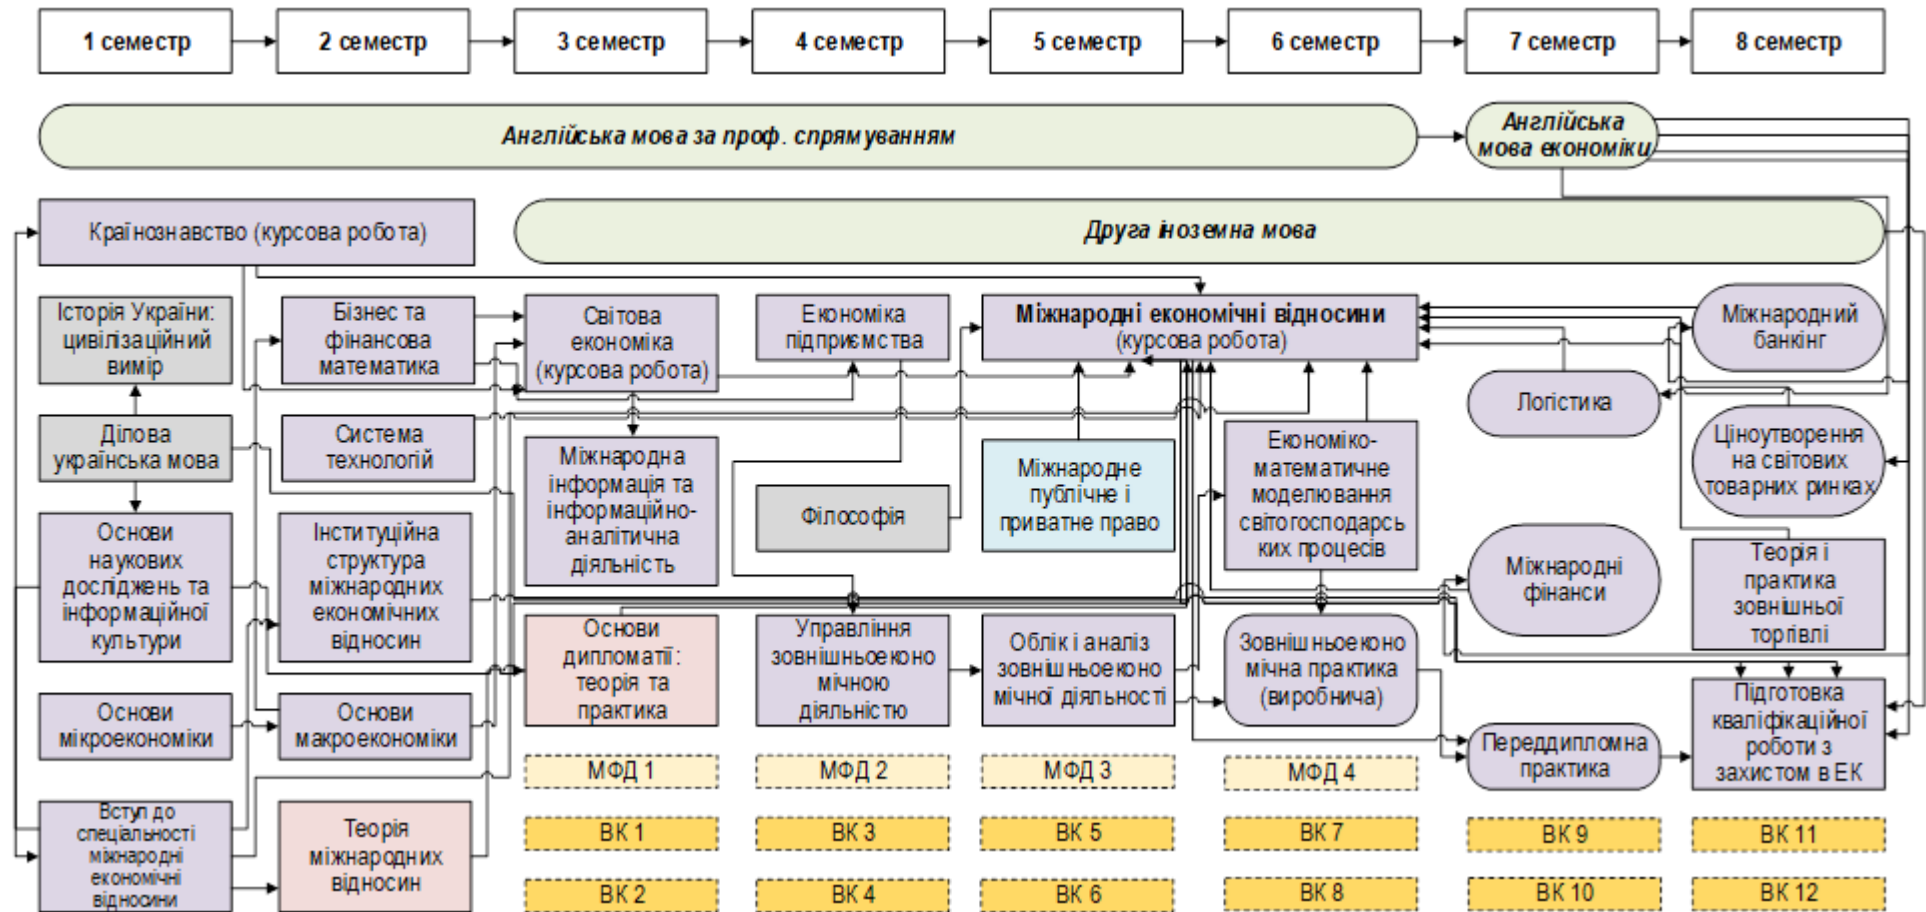 1 семестр
2 семестр
3 семестр
4 семестр
5 семестр
6 семестр
7 семестр
8 семестр
Англійська мова за проф. спрямуванням
Англійська
мова економіки
Країнознавство (курсова робота)
Друга іноземна мова
Історія України:
цивілізаційний
вимір
Бізнес та
фінансова
математика
Світова
економіка
(курсова робота)
Економіка
підприємства
Міжнародні економічні відносини
(курсова робота)
Міжнародний
банкінг
Логістика
Ділова
українська мова
Система
технологій
Міжнародна
інформація та
інформаційно-
аналітична
діяльність
Філософія
Міжнародне
публічне і
приватне право
Економіко-
математичне
моделювання
світогосподарсь
ких процесів
Ціноутворення
на світових
товарних ринках
Основи
наукових
досліджень та
інформаційної
культури
Інституційна
структура
міжнародних
економічних
відносин
Міжнародні
фінанси
Теорія і
практика
зовнішньої
торгівлі
Основи
дипломатії:
теорія та
практика
Управління
зовнішньоеконо
мічною
діяльністю
Облік і аналіз
зовнішньоеконо
мічної діяльності
Зовнішньоеконо
мічна практика
(виробнича)
Основи
мікроекономіки
Основи
макроекономіки
Переддипломна
практика
Підготовка
кваліфікаційної
роботи з
захистом в ЕК
МФД 1
МФД 2
МФД 3
МФД 4
Вступ до
спеціальності
міжнародні
економічні
відносини
Теорія
міжнародних
відносин
ВК 1
ВК 3
ВК 5
ВК 7
ВК 9
ВК 11
ВК 2
ВК 4
ВК 6
ВК 8
ВК 10
ВК 12